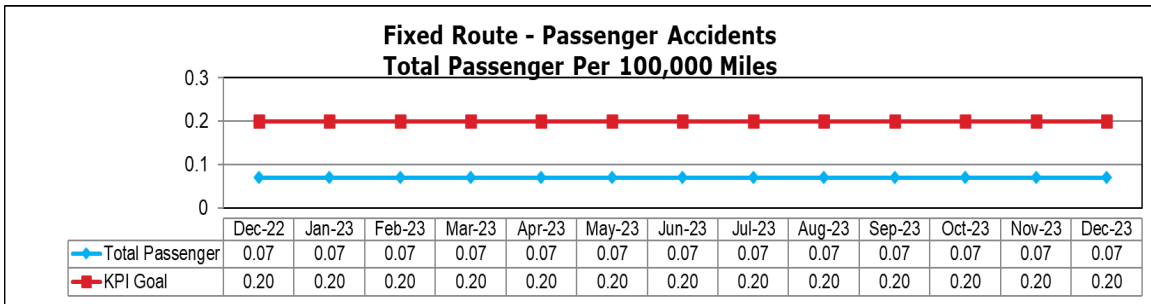 Fixed Route - Passenger Accidents
Total Passenger Per 100,000 Miles
0.3
0.2
0.1
0
Dec-22 Jan-23 Feb-23 Mar-23 Apr-23 May-23 Jun-23 Jul-23 Aug-23 Sep-23 Oct-23 Nov-23 Dec-23
Total Passenger 0.07 0.07 0.07 0.07 0.07 0.07 0.07 0.07 0.07 0.07 0.07 0.07 0.07
KPI Goal 0.20 0.20 0.20 0.20 0.20 0.20 0.20 0.20 0.20 0.20 0.20 0.20 0.20